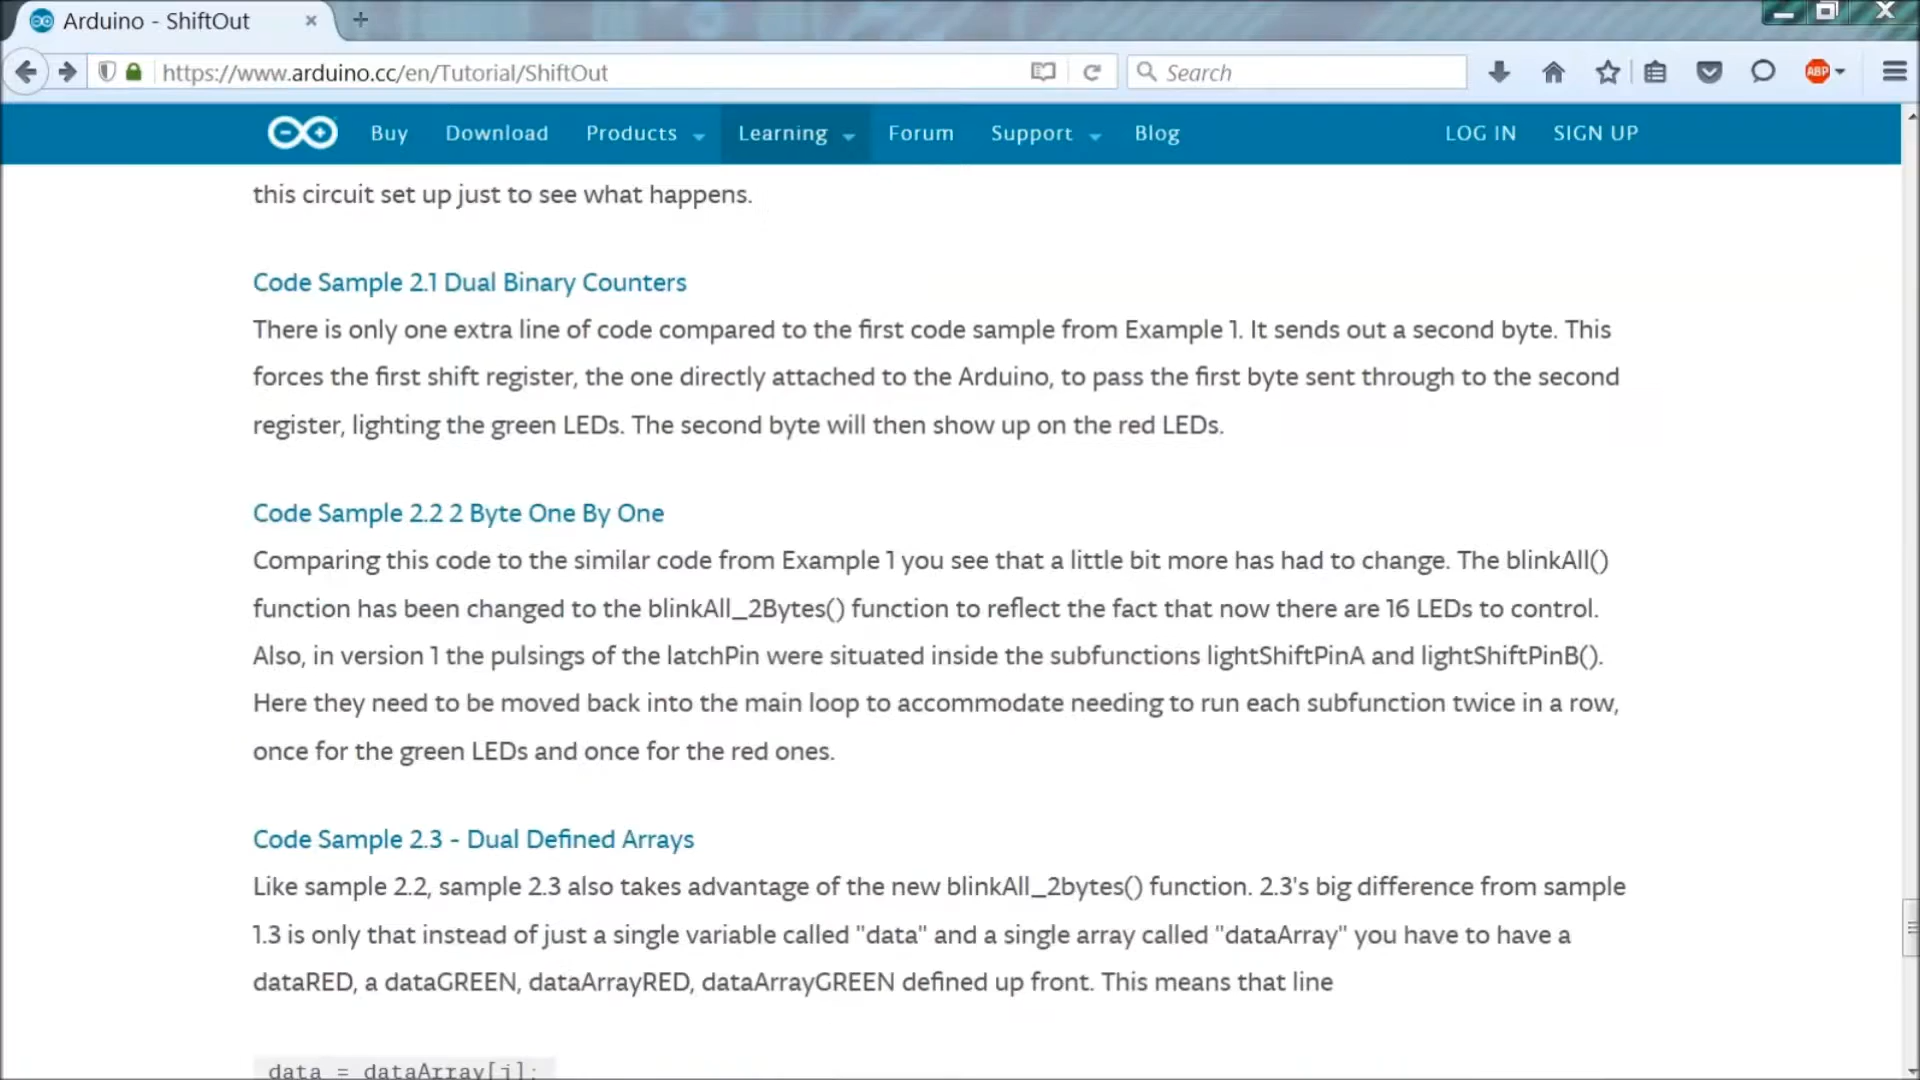 Arduino - ShiftOut
https://www.arduino.cc/en/Tutorial/ShiftOut
Search
ABP
Buy Download Products Learning Forum Support Blog LOG IN SIGN UP
this circuit set up just to see what happens.
Code Sample 2.1 Dual Binary Counters
There is only one extra line of code compared to the first code sample from Example 1. It sends out a second byte. This
forces the first shift register, the one directly attached to the Arduino, to pass the first byte sent through to the second
register, lighting the green LEDs. The second byte will then show up on the red LEDs.
Code Sample 2.2 2 Byte One By One
Comparing this code to the similar code from Example 1 you see that a little bit more has had to change. The blinkAll()
function has been changed to the blinkAll_2Bytes() function to reflect the fact that now there are 16 LEDs to control.
Also, in version 1 the pulsings of the latchPin were situated inside the subfunctions lightShiftPinA and lightShiftPinB().
Here they need to be moved back into the main loop to accommodate needing to run each subfunction twice in a row,
once for the green LEDs and once for the red ones.
Code Sample 2.3 - Dual Defined Arrays
Like sample 2.2, sample 2.3 also takes advantage of the new blinkAll_2bytes() function. 2.3's big difference from sample
1.3 is only that instead of just a single variable called "data" and a single array called "dataArray" you have to have a
dataRED, a dataGREEN, dataArrayRED, dataArrayGREEN defined up front. This means that line
data = dataArray[j];